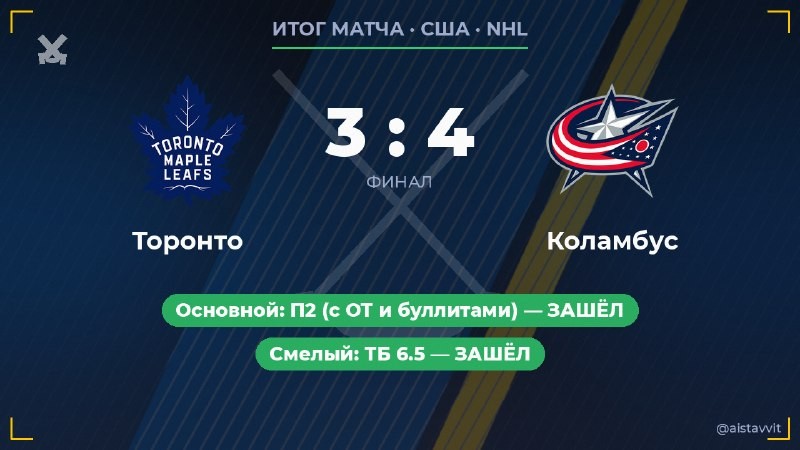 ИТОГ МАТЧА · США · NHL
TORONTO
MAPLE
LEAFS
3 : 4
ФИНАЛ
Торонто
Коламбус
Основной: П2 (с ОТ и буллитами) — ЗАШЁЛ
Смелый: ТБ 6.5 — ЗАШЁЛ
@aistavvit